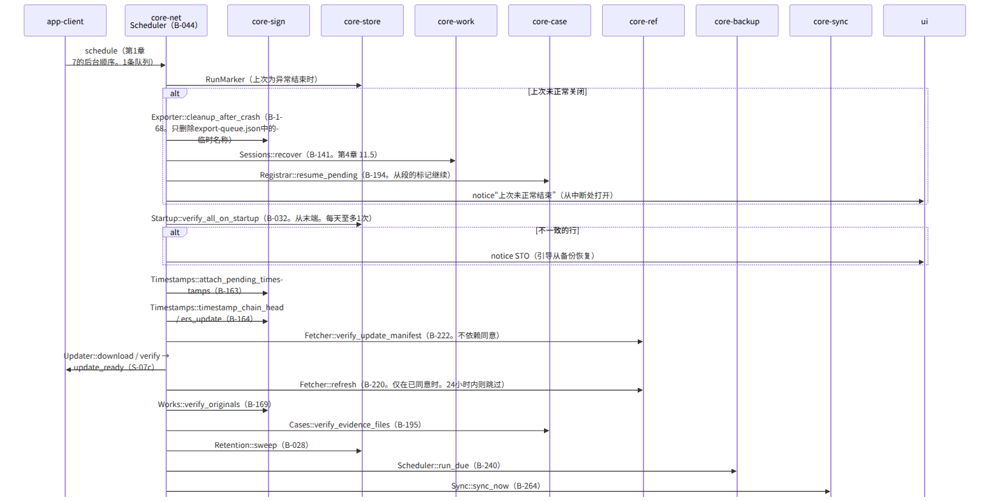 app-client
core-net
Scheduler（B-044）
core-sign
core-store
core-work
core-case
core-ref
core-backup
core-sync
ui
schedule（第1章
7的后台顺序。1条队列）
RunMarker（上次为异常结束时）
alt
[上次未正常关闭]
Exporter::cleanup_after_crash（B-1-
68。只删除export-queue.json中的-
临时名称）
Sessions::recover（B-141。第4章 11.5）
Registrar::resume_pending（B-194。从段的标记继续）
notice“上次未正常结束”（从中断处打开）
Startup::verify_all_on_startup（B-032。从末端。每天至多1次）
alt
[不一致的行]
notice STO（引导从备份恢复）
Timestamps::attach_pending_times-
tamps（B-163）
Timestamps::timestamp_chain_head
/ ers_update（B-164）
Fetcher::verify_update_manifest（B-222。不依赖同意）
Updater::download / verify →
update_ready（S-07c）
Fetcher::refresh（B-220。仅在已同意时。24小时内则跳过）
Works::verify_originals（B-169）
Cases::verify_evidence_files（B-195）
Retention::sweep（B-028）
Scheduler::run_due（B-240）
Sync::sync_now（B-264）